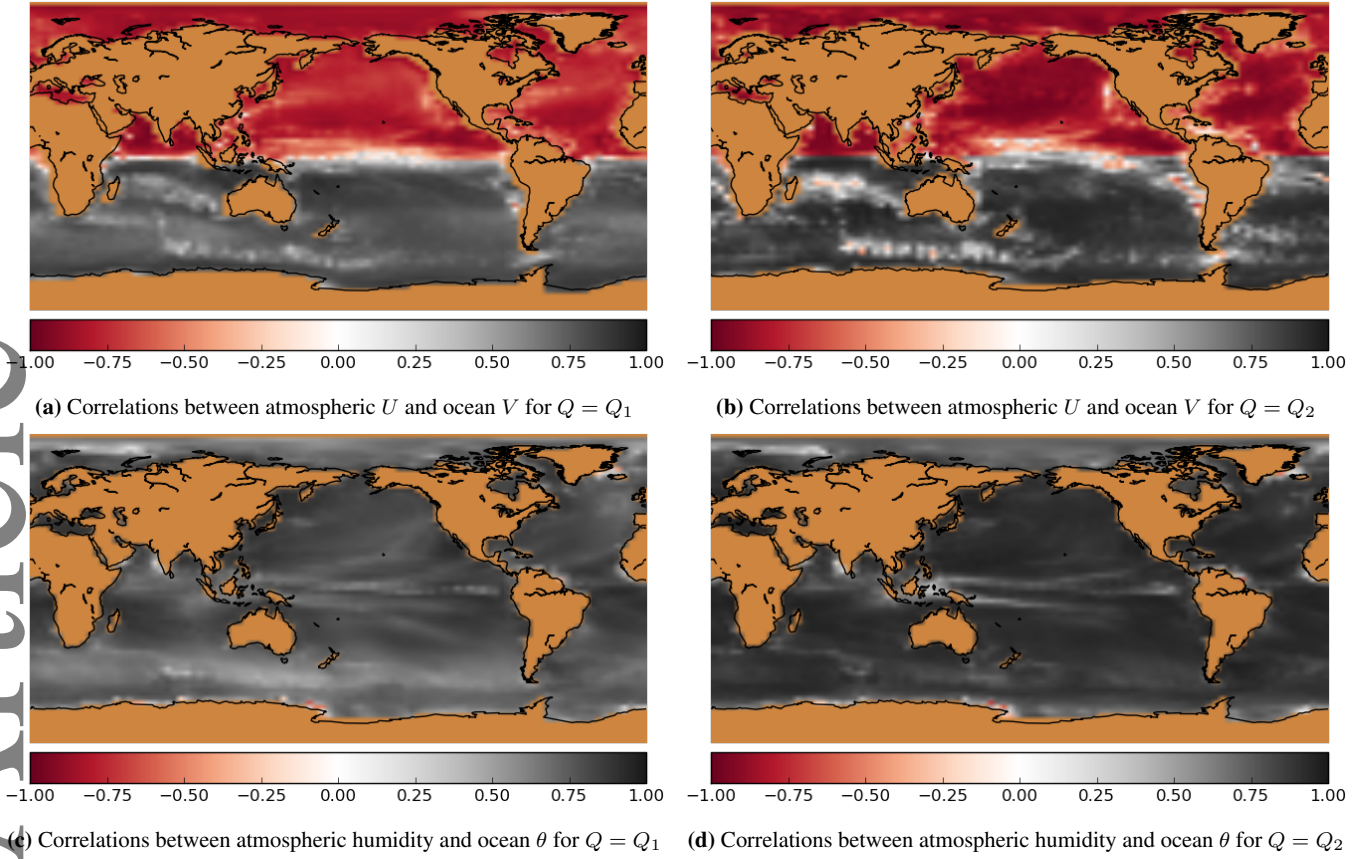 −1.00 −0.75 −0.50 −0.25 0.00 0.25 0.50 0.75 1.00
(a) Correlations between atmospheric U and ocean V for Q = Q₁
−1.00 −0.75 −0.50 −0.25 0.00 0.25 0.50 0.75 1.00
(b) Correlations between atmospheric U and ocean V for Q = Q₂
−1.00 −0.75 −0.50 −0.25 0.00 0.25 0.50 0.75 1.00
(c) Correlations between atmospheric humidity and ocean θ for Q = Q₁
−1.00 −0.75 −0.50 −0.25 0.00 0.25 0.50 0.75 1.00
(d) Correlations between atmospheric humidity and ocean θ for Q = Q₂